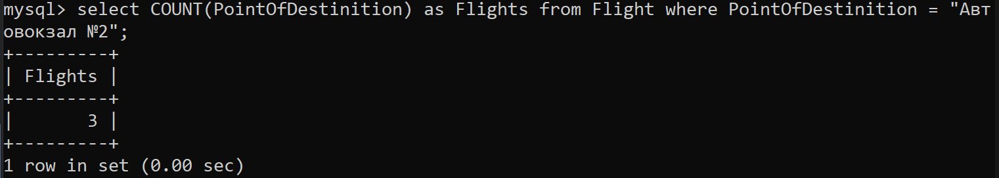 mysql> select COUNT(PointOfDestinition) as Flights from Flight where PointOfDestinition = "Авт
овокзал №2";
+---------+
| Flights |
+---------+
|       3 |
+---------+
1 row in set (0.00 sec)